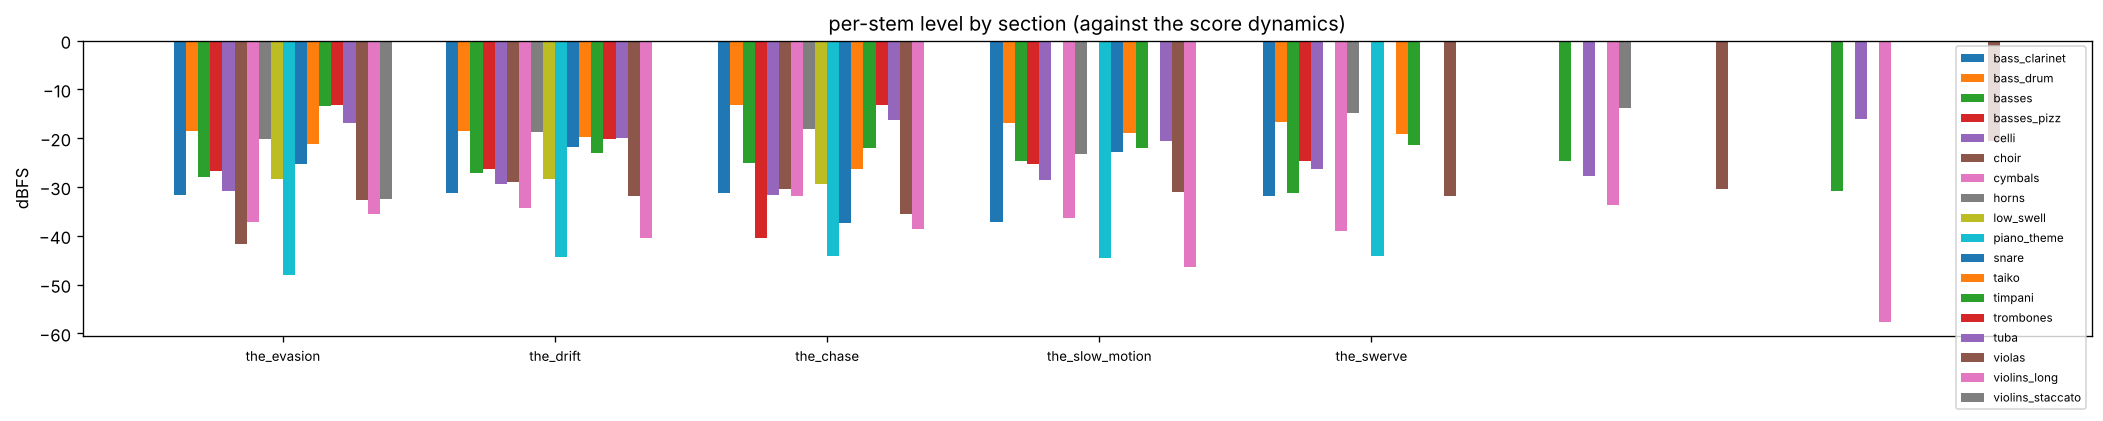 per-stem level by section (against the score dynamics)
0
−10
−20
−30
−40
−50
−60
dBFS
the_evasion
the_drift
the_chase
the_slow_motion
the_swerve
bass_clarinet
bass_drum
basses
basses_pizz
celli
choir
cymbals
horns
low_swell
piano_theme
snare
taiko
timpani
trombones
tuba
violas
violins_long
violins_staccato